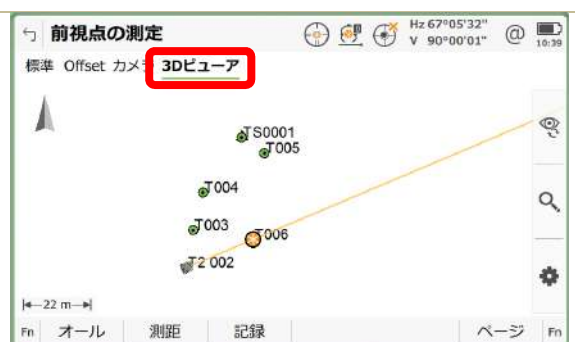 前視点の測定
Hz 67°05'32"
V 90°00'01"
@
10:39
標準 Offset カメラ 3Dビューア
TS0001
T005
T004
T003
T006
T2 002
22 m
Fn オール 測距 記録 ページ Fn